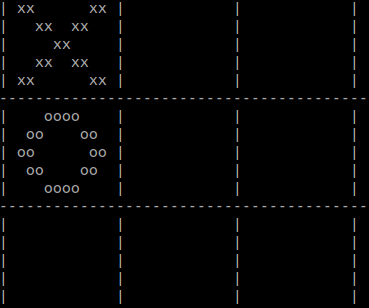 | xx      xx |            |            |
|   xx  xx   |            |            |
|     xx     |            |            |
|   xx  xx   |            |            |
| xx      xx |            |            |
-----------------------------------------
|    oooo    |            |            |
|  oo    oo  |            |            |
| oo      oo |            |            |
|  oo    oo  |            |            |
|    oooo    |            |            |
-----------------------------------------
|            |            |            |
|            |            |            |
|            |            |            |
|            |            |            |
|            |            |            |